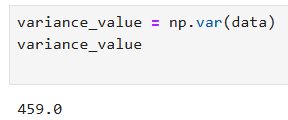 variance_value = np.var(data)
variance_value
459.0